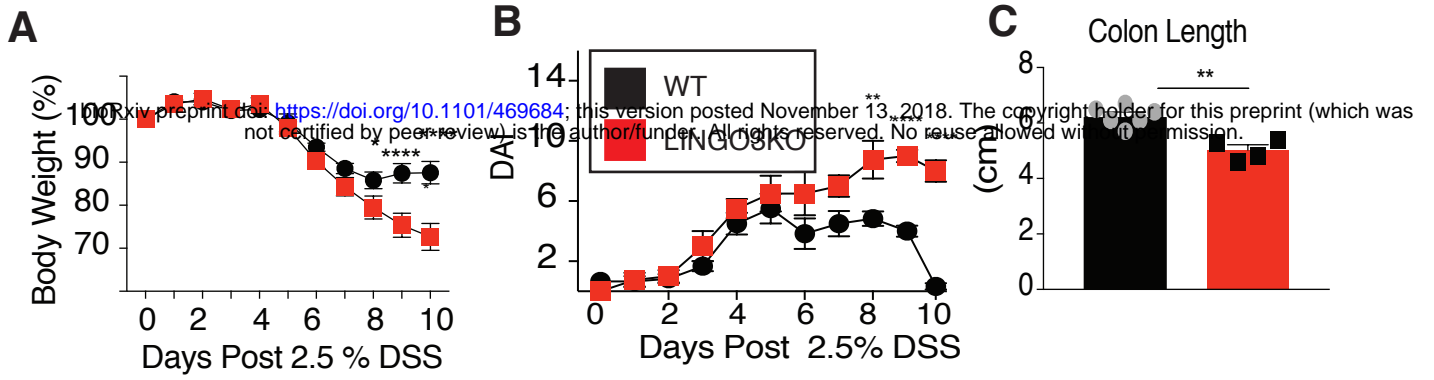 A
B
C
Colon Length
Body Weight (%)
100
90
80
70
0 2 4 6 8 10
Days Post 2.5 % DSS
* **** ****
*
DAI
14
10
6
2
WT
LINGO3KO
** **** ****
0 2 4 6 8 10
Days Post 2.5% DSS
(cm)
8
6
4
2
0
**
bioRxiv preprint doi: https://doi.org/10.1101/469684; this version posted November 13, 2018. The copyright holder for this preprint (which was
not certified by peer review) is the author/funder. All rights reserved. No reuse allowed without permission.